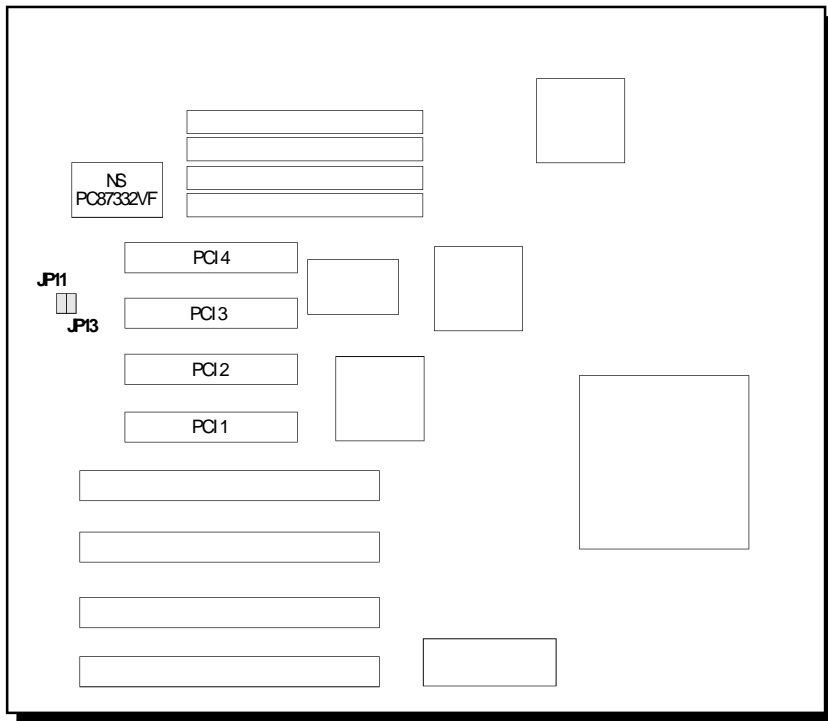 NS
PC87332VF
PCI 4
JP11
PCI 3
JP13
PCI 2
PCI 1